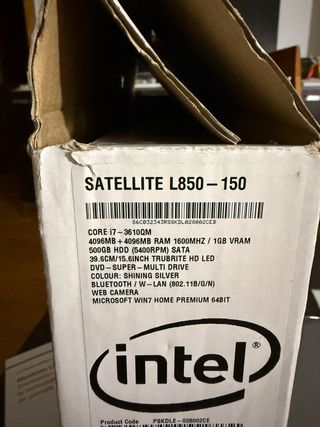 SATELLITE L850-150
S6C032343RSSKDL028002CEB
CORE i7-3610QM
4096MB+4096MB RAM 1600MHZ / 1GB VRAM
500GB HDD (5400RPM) SATA
39.6CM/15.6INCH TRUBRITE HD LED
DVD-SUPER-MULTI DRIVE
COLOUR: SHINING SILVER
BLUETOOTH / W-LAN (802.11B/G/N)
WEB CAMERA
MICROSOFT WIN7 HOME PREMIUM 64BIT
intel®
Product Code PSKDLE-028002CE